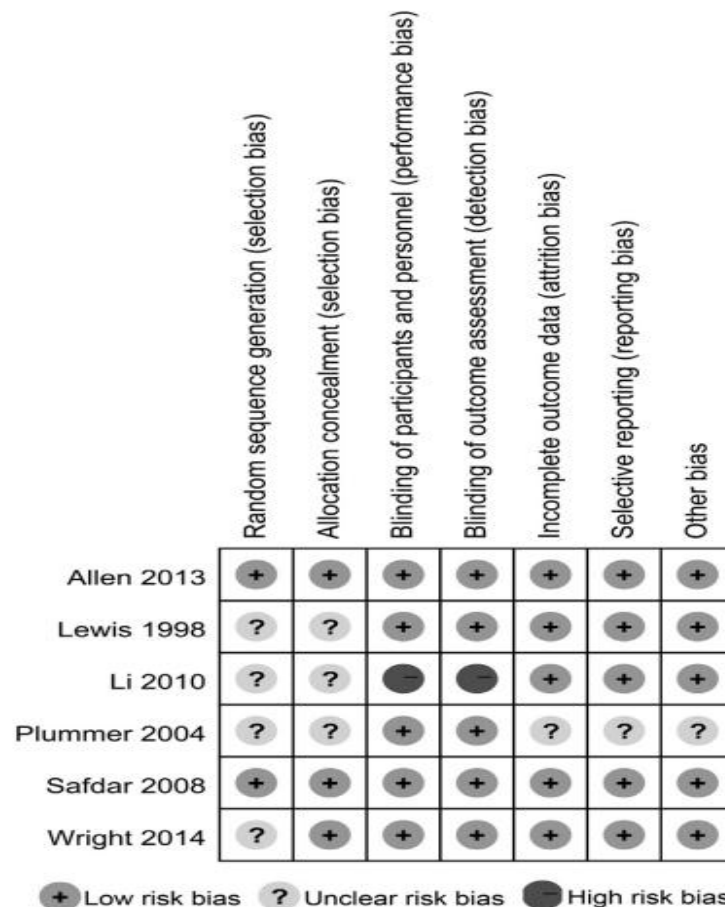 Random sequence generation (selection bias)
Allocation concealment (selection bias)
Blinding of participants and personnel (performance bias)
Blinding of outcome assessment (detection bias)
Incomplete outcome data (attrition bias)
Selective reporting (reporting bias)
Other bias
Allen 2013 + + + + + + +
Lewis 1998 ? ? + + + + +
Li 2010 ? ? - - + + +
Plummer 2004 ? ? + + ? ? ?
Safdar 2008 + + + + + + +
Wright 2014 ? + + + + + +
+ Low risk bias ? Unclear risk bias - High risk bias